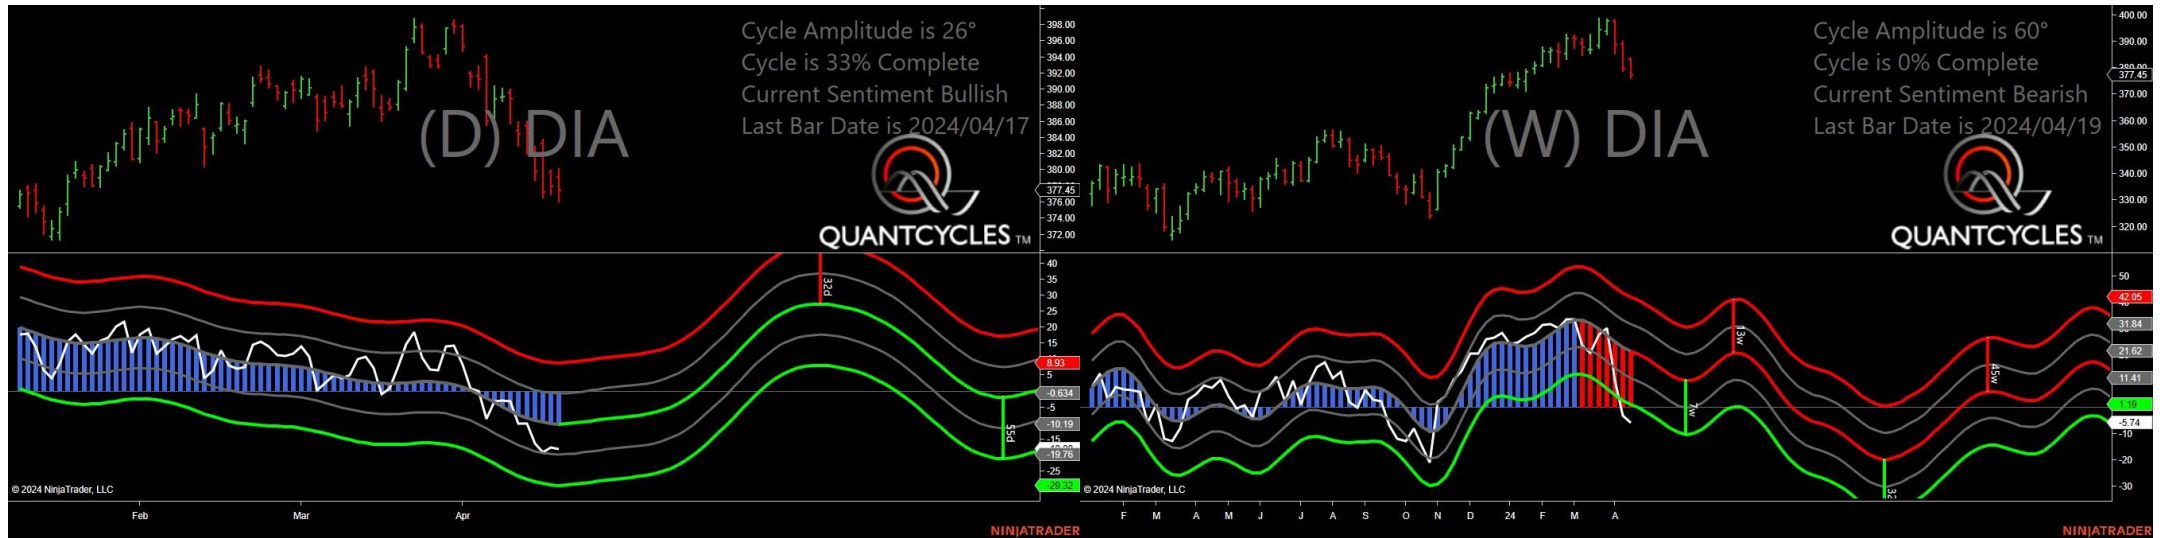 Cycle Amplitude is 26°
Cycle is 33% Complete
Current Sentiment Bullish
Last Bar Date is 2024/04/17
(D) DIA
QUANTCYCLES TM
398.00
396.00
394.00
392.00
390.00
388.00
386.00
384.00
382.00
380.00
377.45
376.00
374.00
372.00
40
35
30
25
20
15
8.93
5
-0.634
-5
-10.19
-15
-19.76
-25
-29.32
32d
55d
© 2024 NinjaTrader, LLC
Feb Mar Apr
NINJATRADER
Cycle Amplitude is 60°
Cycle is 0% Complete
Current Sentiment Bearish
Last Bar Date is 2024/04/19
(W) DIA
QUANTCYCLES TM
400.00
390.00
380.00
377.45
370.00
360.00
350.00
340.00
330.00
320.00
50
42.05
31.84
21.62
11.41
1.19
-5.74
-10
-20
-30
13w
7w
45w
32
© 2024 NinjaTrader, LLC
F M A M J J A S O N D 24 F M A
NINJATRADER